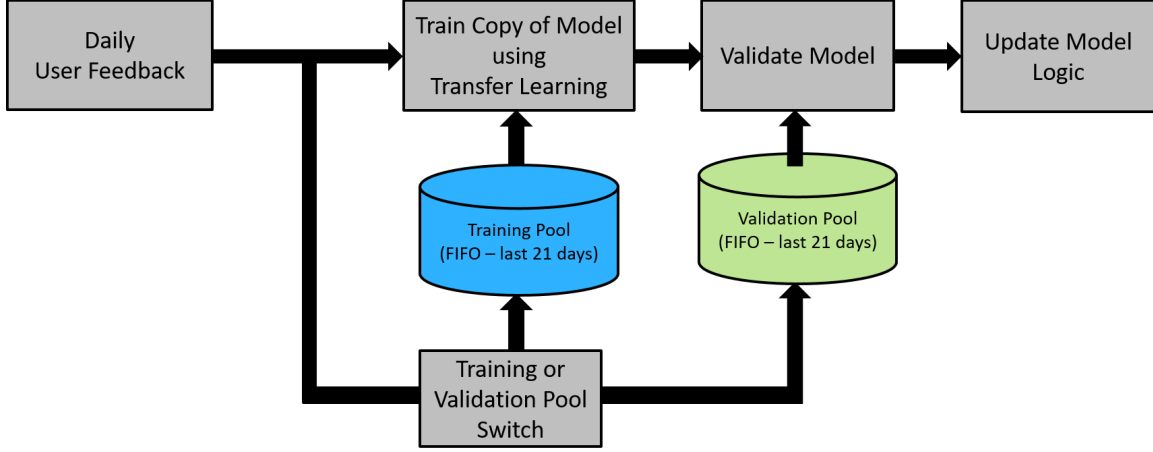 Daily
User Feedback
Train Copy of Model
using
Transfer Learning
Validate Model
Update Model
Logic
Training Pool
(FIFO – last 21 days)
Validation Pool
(FIFO – last 21 days)
Training or
Validation Pool
Switch